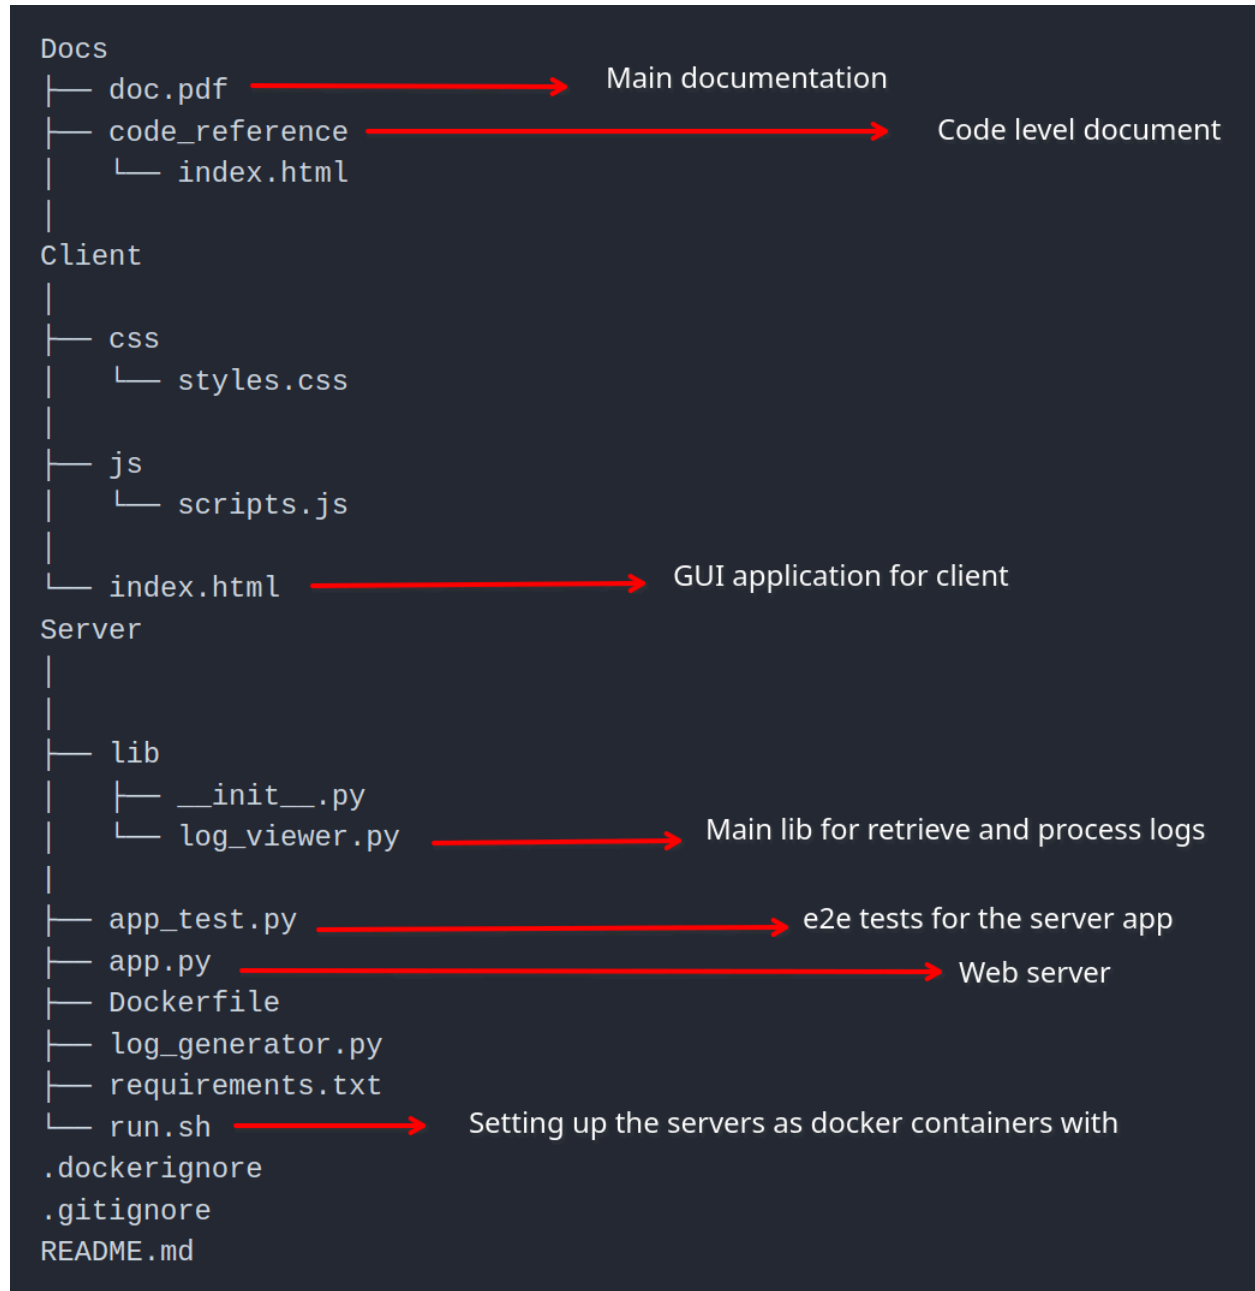 Docs
├── doc.pdf Main documentation
├── code_reference Code level document
│   └── index.html
│
Client
│
├── css
│   └── styles.css
│
├── js
│   └── scripts.js
│
└── index.html GUI application for client
Server
│
│
├── lib
│   ├── __init__.py
│   └── log_viewer.py Main lib for retrieve and process logs
│
├── app_test.py e2e tests for the server app
├── app.py Web server
├── Dockerfile
├── log_generator.py
├── requirements.txt
└── run.sh Setting up the servers as docker containers with
.dockerignore
.gitignore
README.md